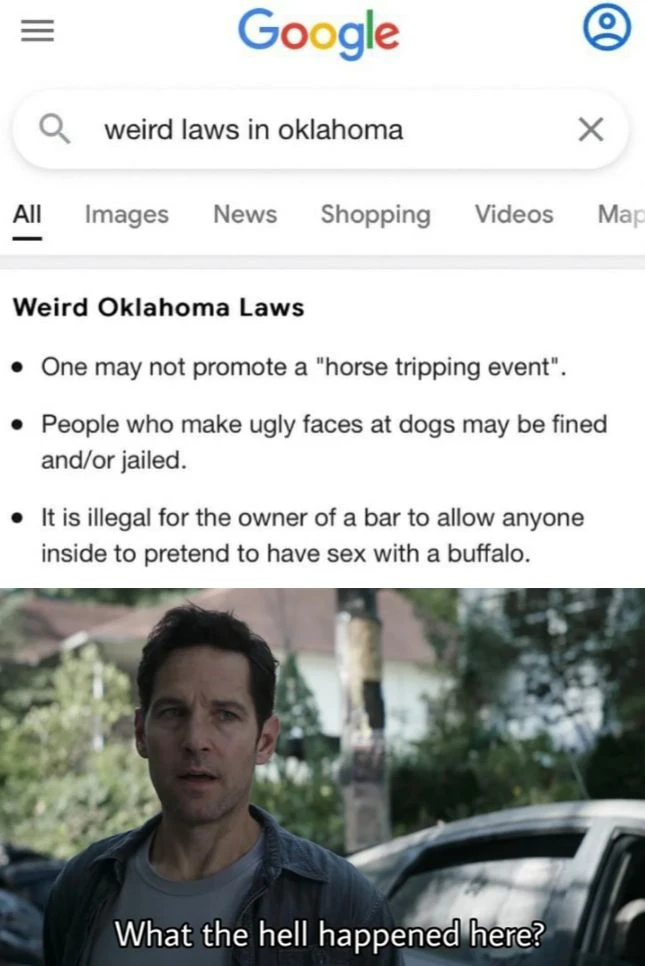 Google
weird laws in oklahoma
All Images News Shopping Videos Map
Weird Oklahoma Laws
• One may not promote a "horse tripping event".
• People who make ugly faces at dogs may be fined
and/or jailed.
• It is illegal for the owner of a bar to allow anyone
inside to pretend to have sex with a buffalo.
What the hell happened here?